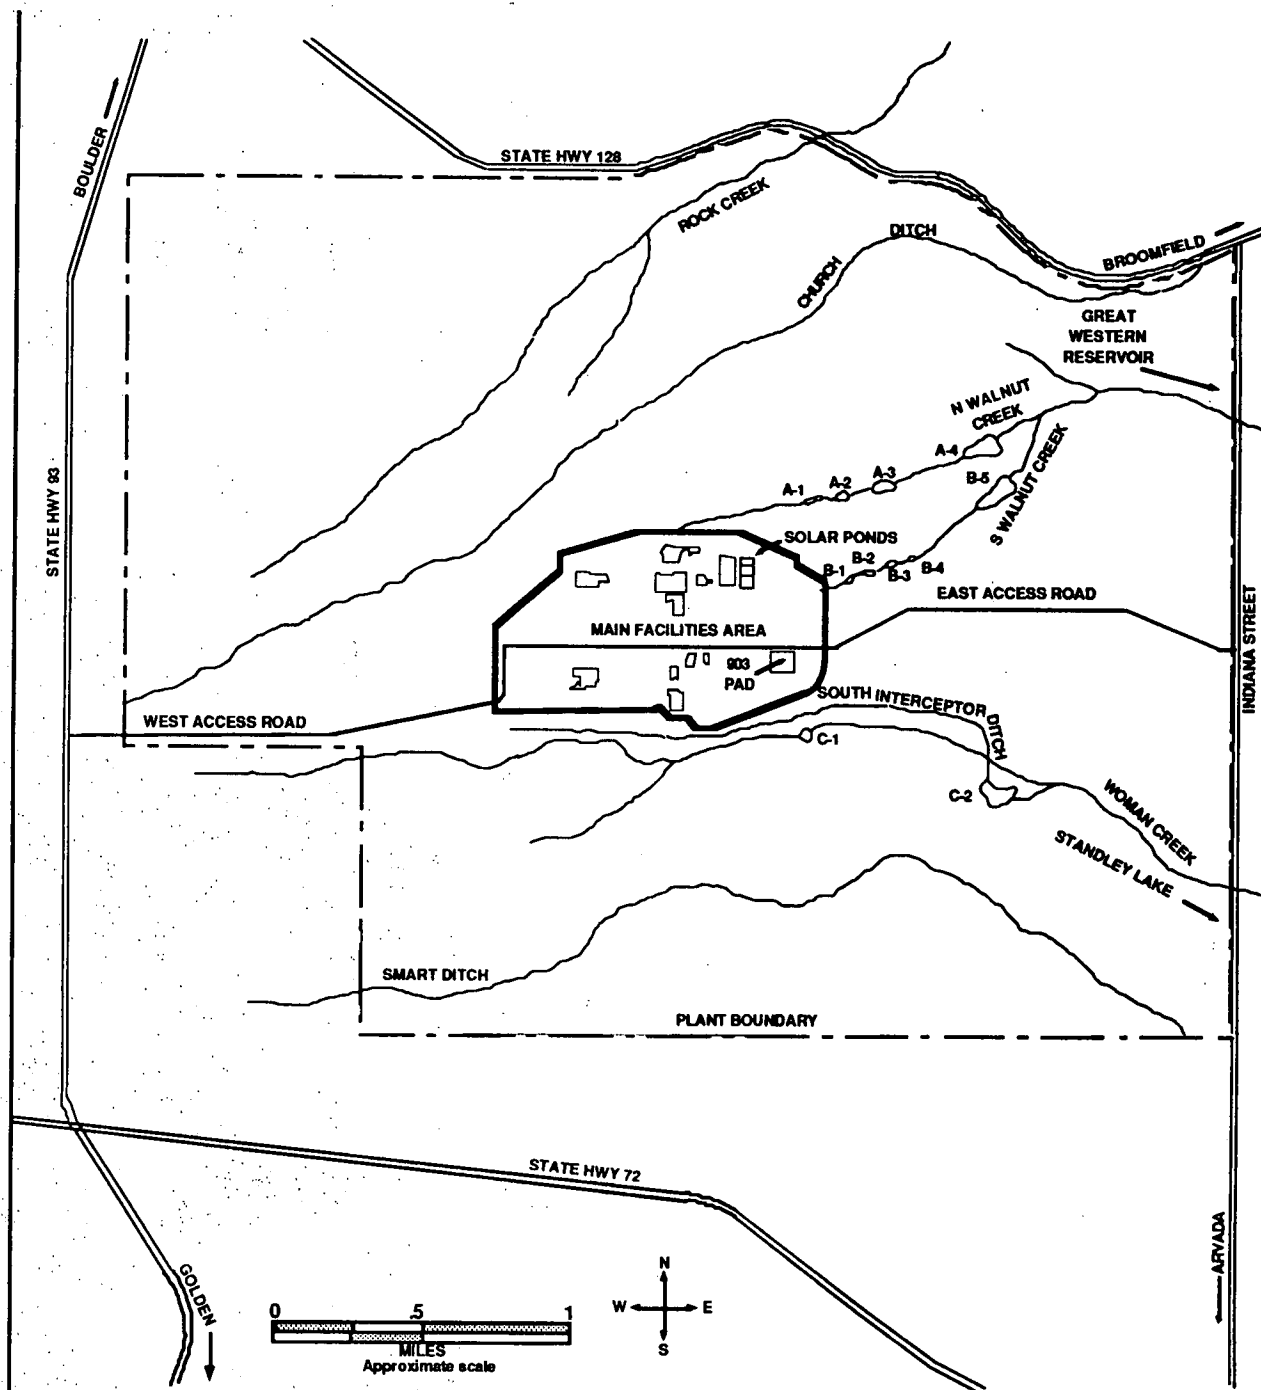 STATE HWY 128
BOULDER
ROCK CREEK
DITCH
CHURCH
BROOMFIELD
GREAT
WESTERN
RESERVOIR
N WALNUT
CREEK
A-4
A-3
A-2
A-1
B-5
S WALNUT CREEK
STATE HWY 93
SOLAR PONDS
B-2
B-1
B-3
B-4
EAST ACCESS ROAD
INDIANA STREET
MAIN FACILITIES AREA
903
PAD
SOUTH INTERCEPTOR
DITCH
WEST ACCESS ROAD
C-1
C-2
WOMAN CREEK
STANDLEY LAKE
SMART DITCH
PLANT BOUNDARY
STATE HWY 72
ARVADA
GOLDEN
N
W E
S
0 .5 1
MILES
Approximate scale